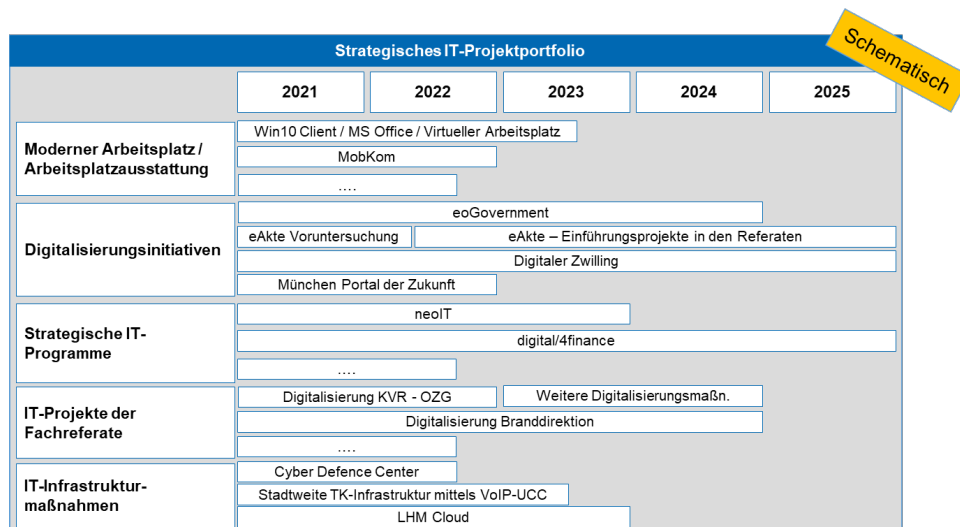 Strategisches IT-Projektportfolio
Schematisch
2021 2022 2023 2024 2025
Moderner Arbeitsplatz /
Arbeitsplatzausstattung
Win10 Client / MS Office / Virtueller Arbeitsplatz
MobKom
....
Digitalisierungsinitiativen
eoGovernment
eAkte Voruntersuchung
eAkte – Einführungsprojekte in den Referaten
Digitaler Zwilling
München Portal der Zukunft
Strategische IT-
Programme
neoIT
digital/4finance
....
IT-Projekte der
Fachreferate
Digitalisierung KVR - OZG
Weitere Digitalisierungsmaßn.
Digitalisierung Branddirektion
....
IT-Infrastruktur-
maßnahmen
Cyber Defence Center
Stadtweite TK-Infrastruktur mittels VoIP-UCC
LHM Cloud